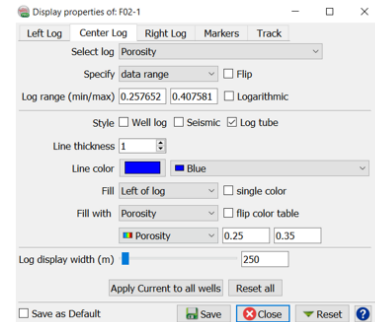 Display properties of: F02-1
Left Log Center Log Right Log Markers Track
Select log Porosity
Specify data range Flip
Log range (min/max) 0.257652 0.407581 Logarithmic
Style Well log Seismic Log tube
Line thickness 1
Line color Blue
Fill Left of log single color
Fill with Porosity flip color table
Porosity 0.25 0.35
Log display width (m) 250
Apply Current to all wells Reset all
Save as Default Save Close Reset ?